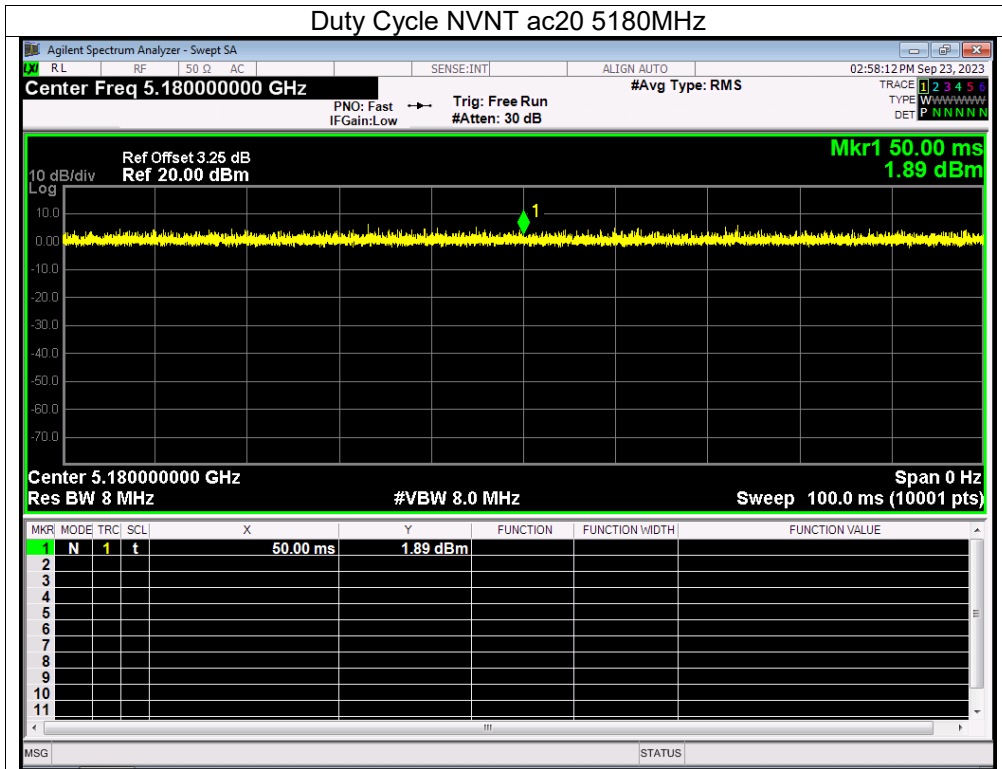 Duty Cycle NVNT ac20 5180MHz
Agilent Spectrum Analyzer - Swept SA
LXI RL RF 50 Ω AC SENSE:INT ALIGN AUTO 02:58:12 PM Sep 23, 2023
Center Freq 5.180000000 GHz #Avg Type: RMS TRACE 1 2 3 4 5 6
PNO: Fast Trig: Free Run TYPE WWWWWW
IFGain:Low #Atten: 30 dB DET P N N N N N
Mkr1 50.00 ms
Ref Offset 3.25 dB
10 dB/div Ref 20.00 dBm 1.89 dBm
Log
10.0
1
0.00
-10.0
-20.0
-30.0
-40.0
-50.0
-60.0
-70.0
Center 5.180000000 GHz Span 0 Hz
Res BW 8 MHz #VBW 8.0 MHz Sweep 100.0 ms (10001 pts)
MKR MODE TRC SCL X Y FUNCTION FUNCTION WIDTH FUNCTION VALUE
1 N 1 t 50.00 ms 1.89 dBm
2
3
4
5
6
7
8
9
10
11
MSG STATUS